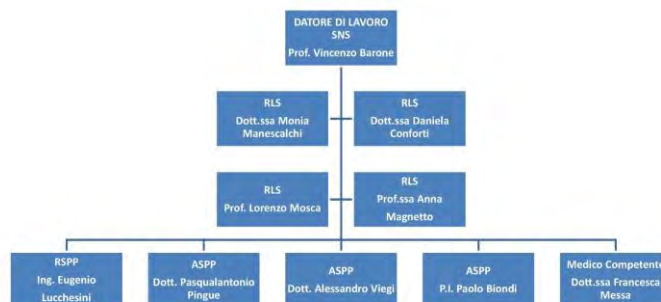 DATORE DI LAVORO
SNS
Prof. Vincenzo Barone
RLS
Dott.ssa Monia
Manescalchi
RLS
Dott.ssa Daniela
Conforti
RLS
Prof. Lorenzo Mosca
RLS
Prof.ssa Anna
Magnetto
RSPP
Ing. Eugenio
Lucchesini
ASPP
Dott. Pasqualantonio
Pingue
ASPP
Dott. Alessandro Viegi
ASPP
P.I. Paolo Biondi
Medico Competente
Dott.ssa Francesca
Messa